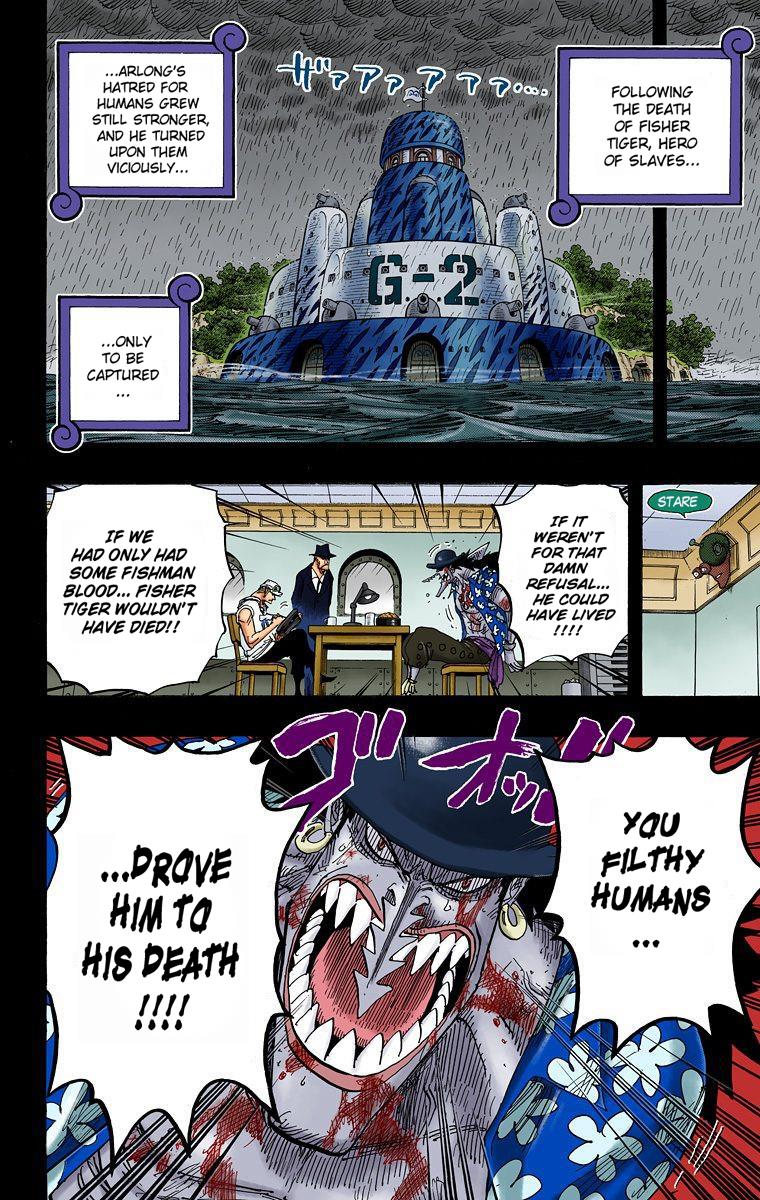 FOLLOWING
THE DEATH
OF FISHER
TIGER, HERO
OF SLAVES...
ザァァァァァァ....
...ARLONG'S
HATRED FOR
HUMANS GREW
STILL STRONGER,
AND HE TURNED
UPON THEM
VICIOUSLY...
G-2
...ONLY
TO BE
CAPTURED
...
STARE
IF IT
WEREN'T
FOR THAT
DAMN
REFUSAL...
HE COULD
HAVE LIVED
!!!!
IF WE
HAD ONLY HAD
SOME FISHMAN
BLOOD... FISHER
TIGER WOULDN'T
HAVE DIED!!
ゴオッ
YOU
FILTHY
HUMANS
...
...DROVE
HIM TO
HIS DEATH
!!!!